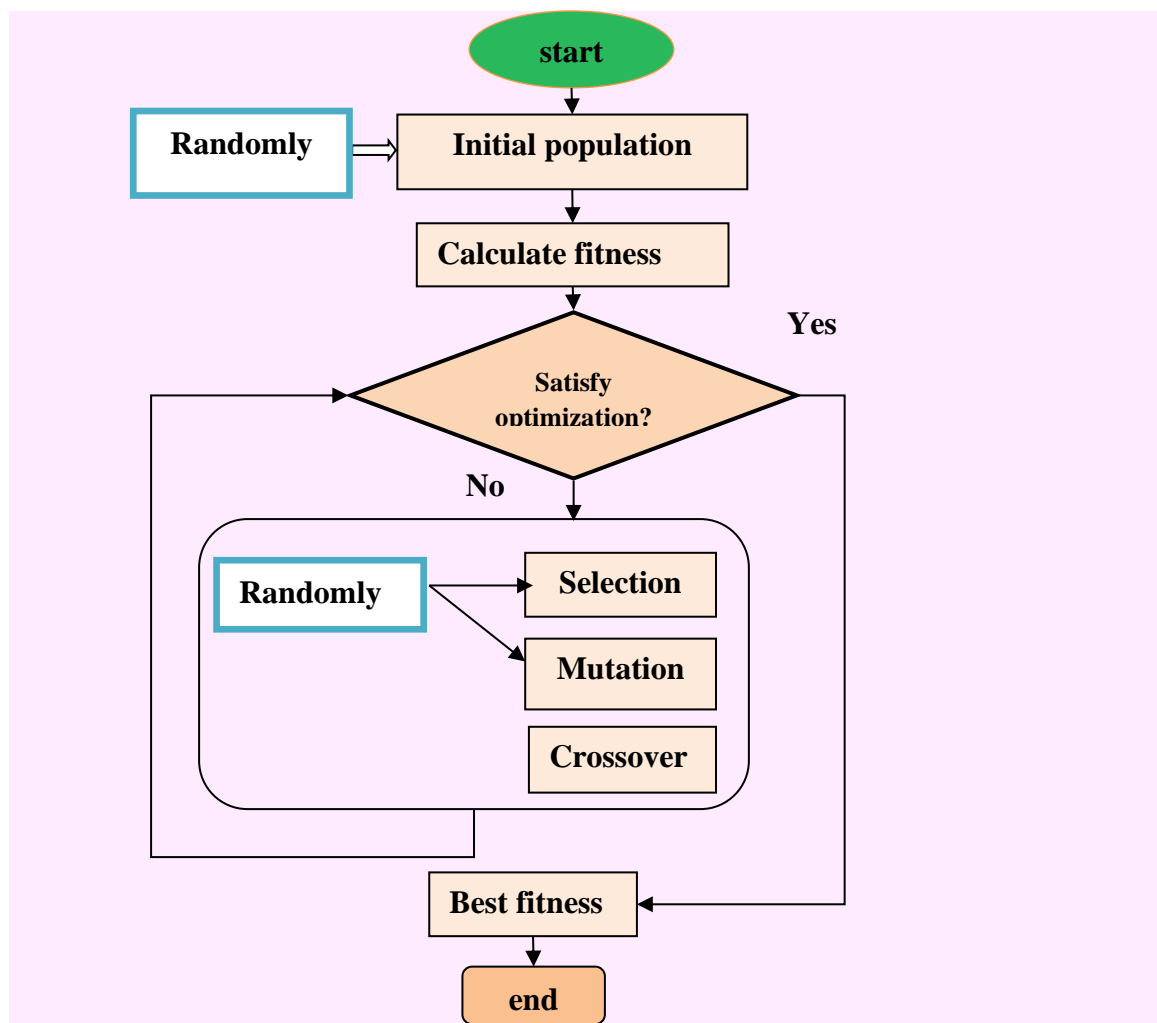 start
Randomly
Initial population
Calculate fitness
Yes
Satisfy
optimization?
No
Randomly
Selection
Mutation
Crossover
Best fitness
end